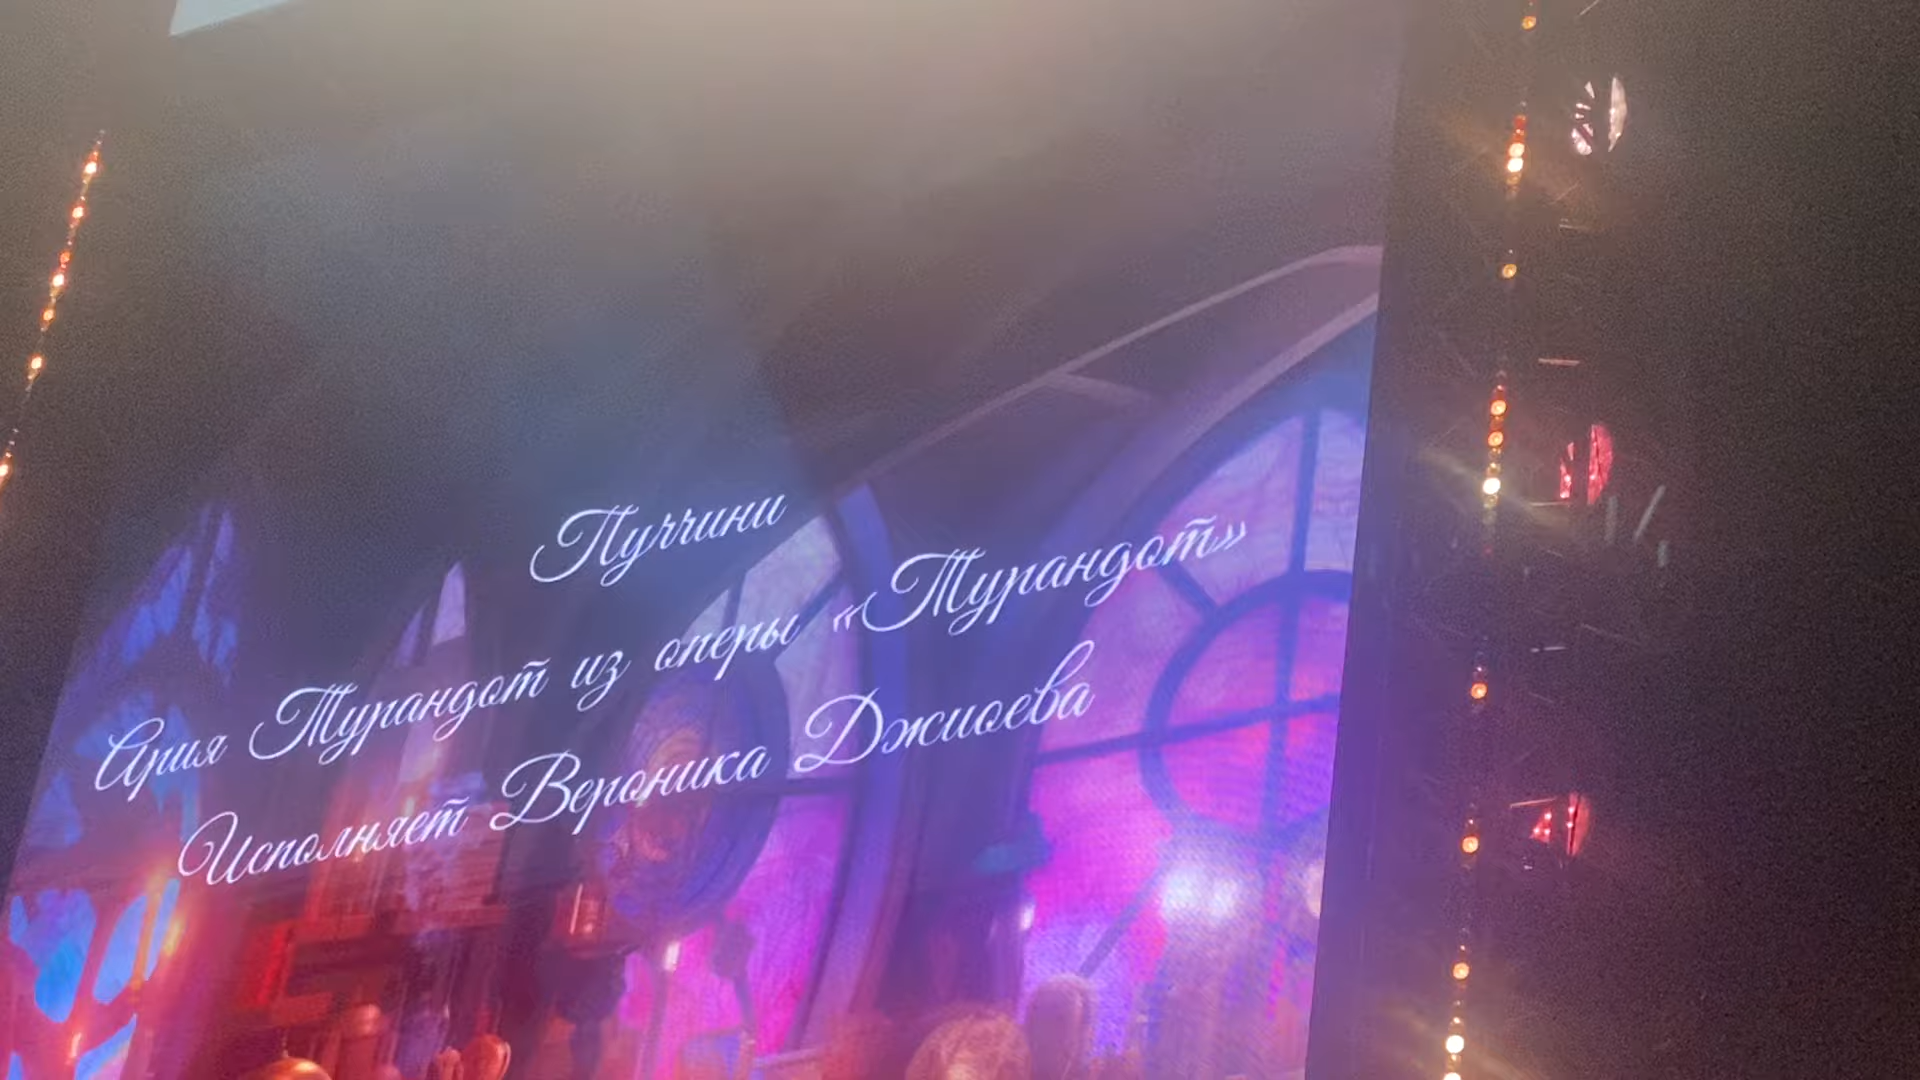 Пуччини
Ария Турандот из оперы «Турандот»
Исполняет Вероника Джиоева